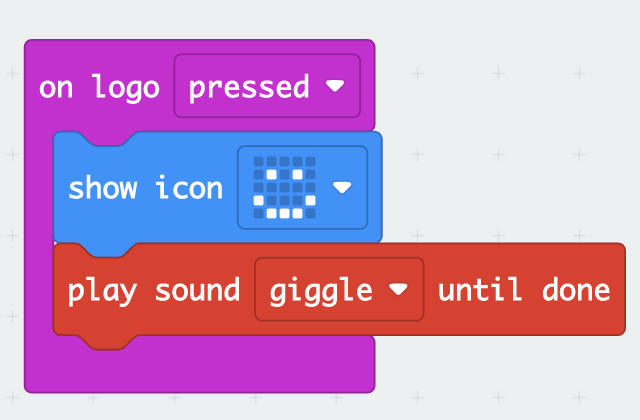 on logo pressed
show icon
play sound giggle until done